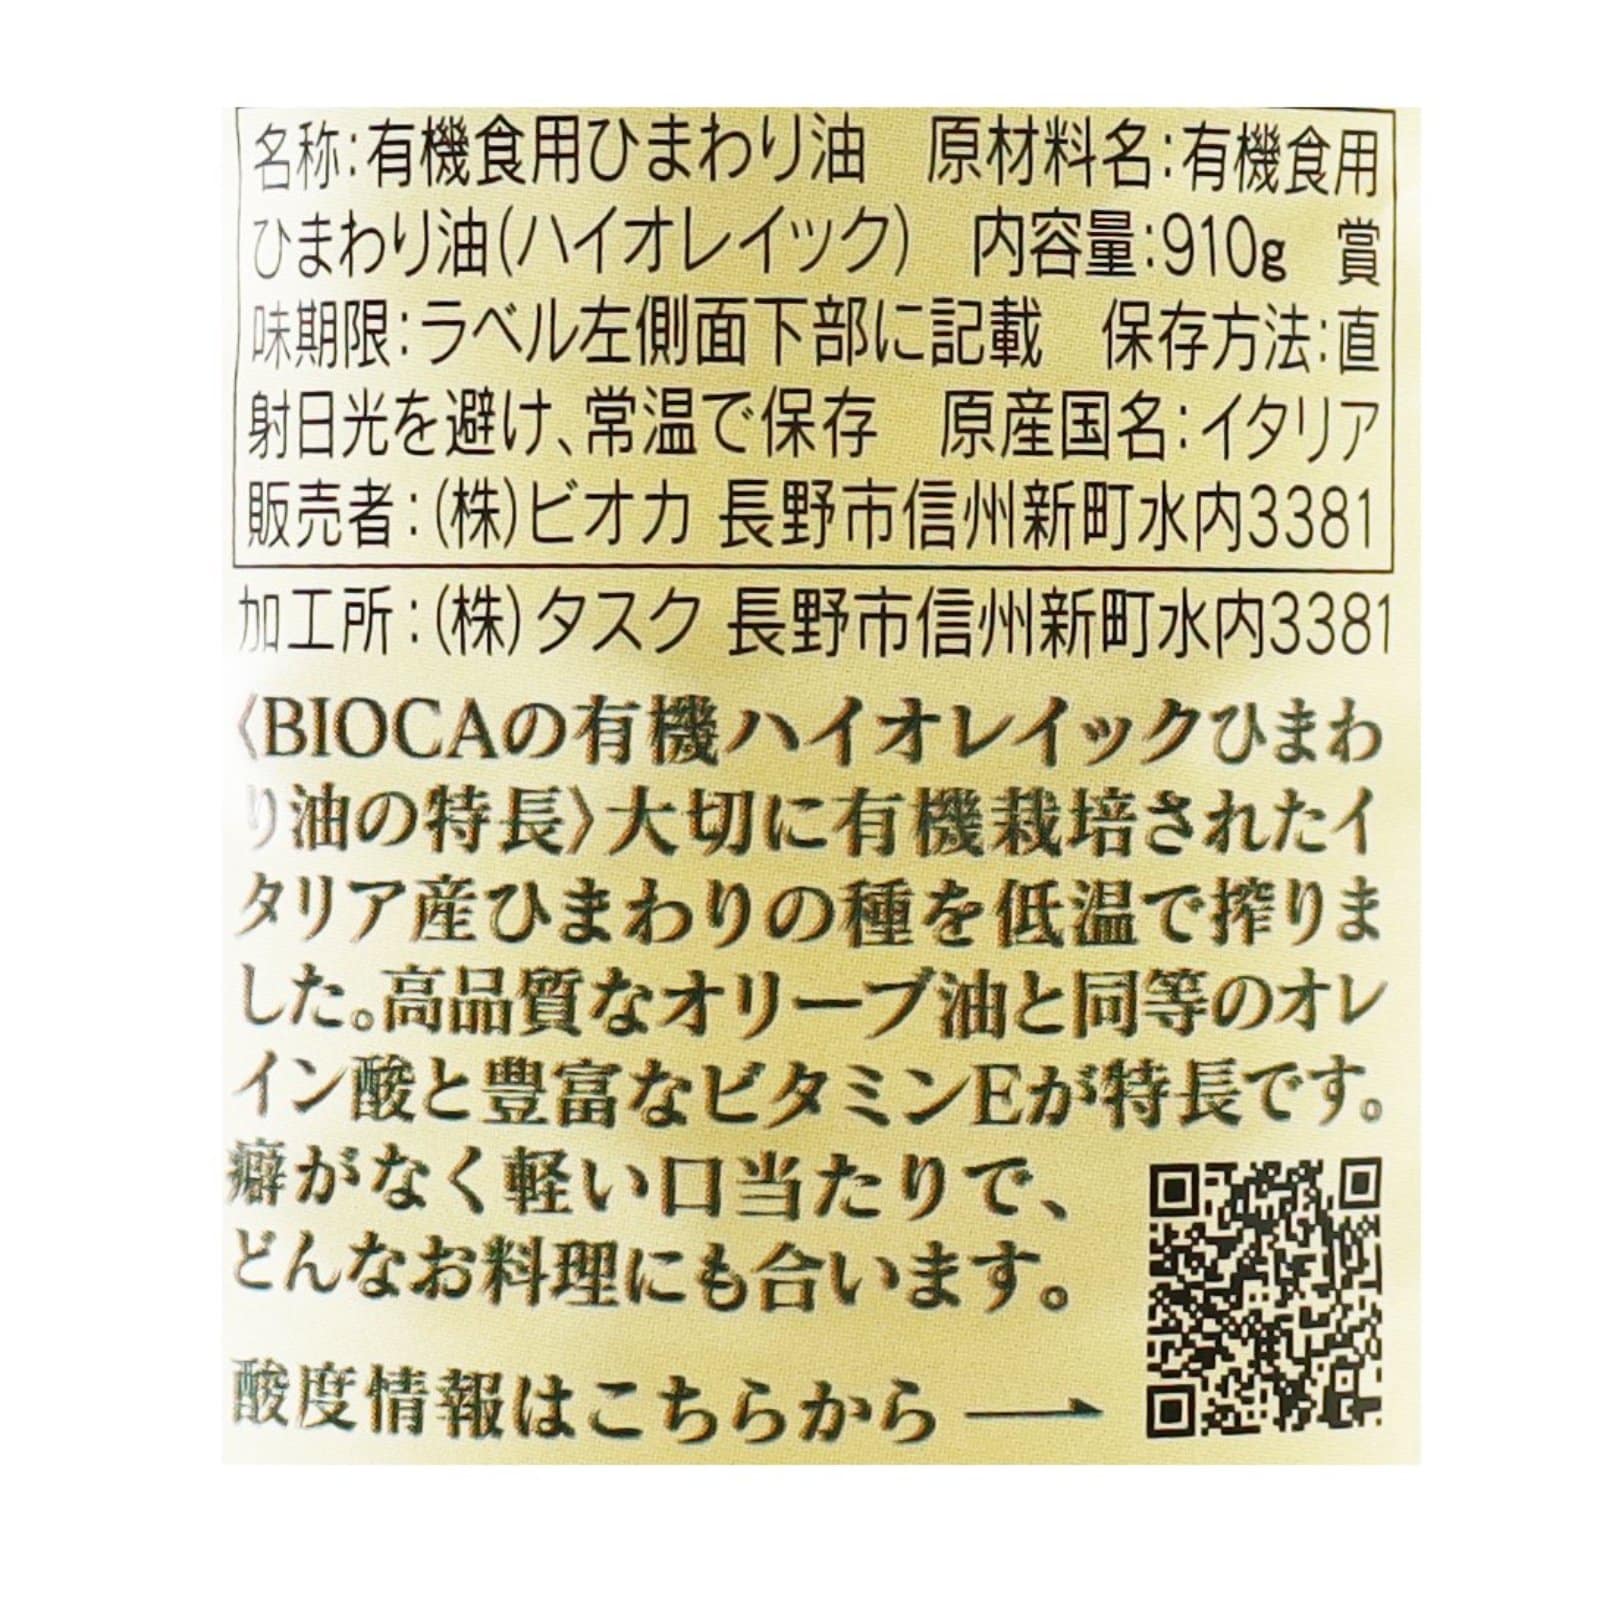 名称:有機食用ひまわり油　原材料名:有機食用
ひまわり油(ハイオレイック)　内容量:910g　賞
味期限:ラベル左側面下部に記載　保存方法:直
射日光を避け、常温で保存　原産国名:イタリア
販売者:(株)ビオカ 長野市信州新町水内3381
加工所:(株)タスク 長野市信州新町水内3381
〈BIOCAの有機ハイオレイックひまわ
り油の特長〉大切に有機栽培されたイ
タリア産ひまわりの種を低温で搾りま
した。高品質なオリーブ油と同等のオレ
イン酸と豊富なビタミンEが特長です。
癖がなく軽い口当たりで、
どんなお料理にも合います。
酸度情報はこちらから→